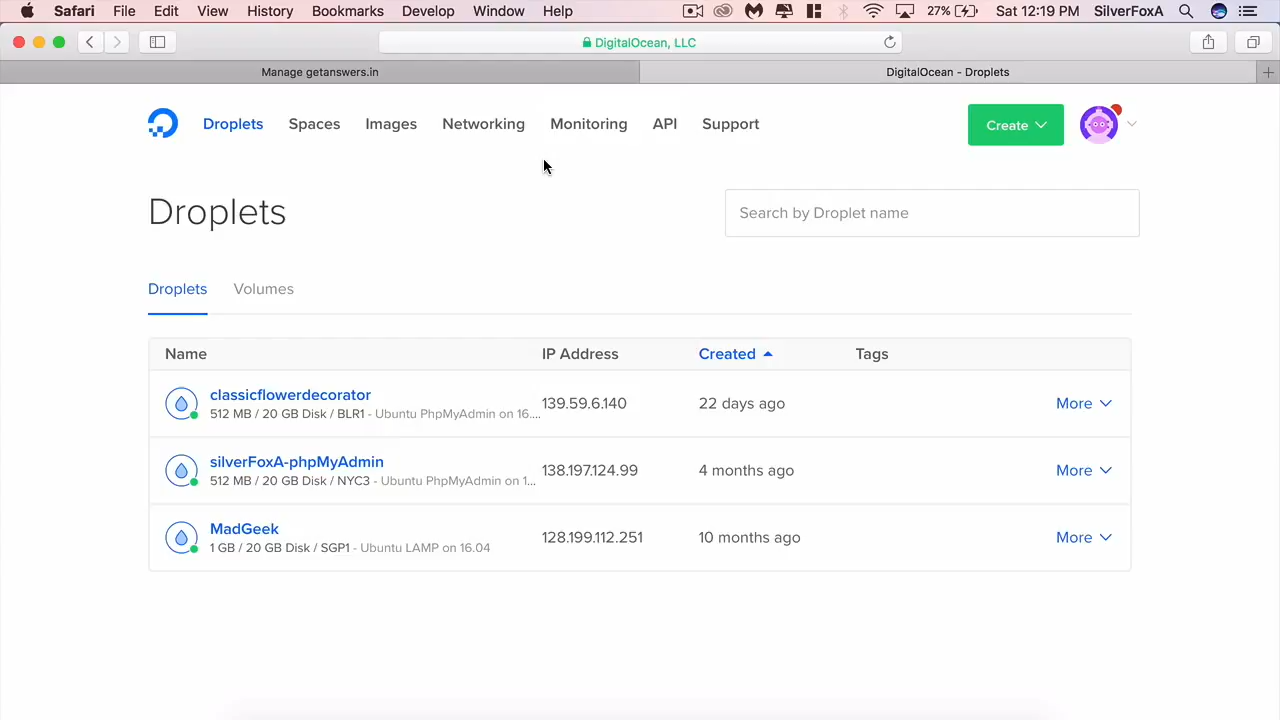 Safari File Edit View History Bookmarks Develop Window Help 27% Sat 12:19 PM SilverFoxA
DigitalOcean, LLC
Manage getanswers.in DigitalOcean - Droplets
Droplets Spaces Images Networking Monitoring API Support Create
Droplets Search by Droplet name
Droplets Volumes
Name IP Address Created Tags
classicflowerdecorator 139.59.6.140 22 days ago More
512 MB / 20 GB Disk / BLR1 - Ubuntu PhpMyAdmin on 16....
silverFoxA-phpMyAdmin 138.197.124.99 4 months ago More
512 MB / 20 GB Disk / NYC3 - Ubuntu PhpMyAdmin on 1...
MadGeek 128.199.112.251 10 months ago More
1 GB / 20 GB Disk / SGP1 - Ubuntu LAMP on 16.04